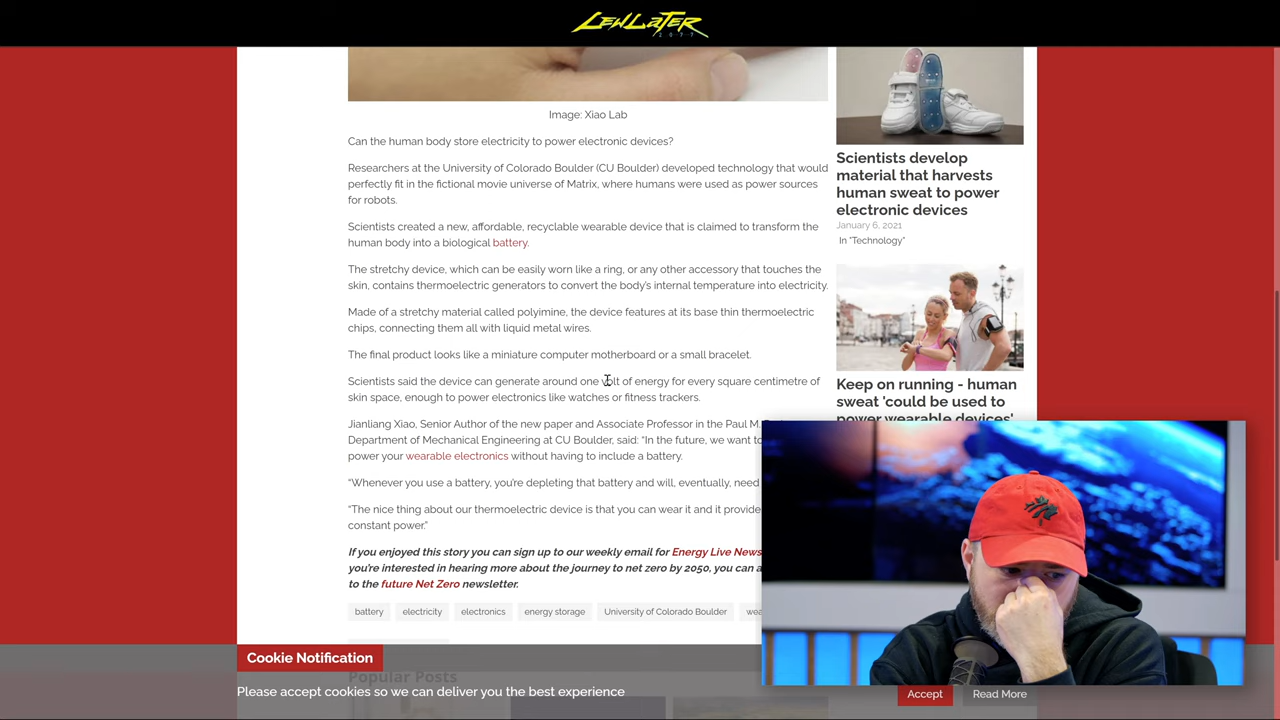 LEWLATER
2077
Image: Xiao Lab
Can the human body store electricity to power electronic devices?
Researchers at the University of Colorado Boulder (CU Boulder) developed technology that would
perfectly fit in the fictional movie universe of Matrix, where humans were used as power sources
for robots.
Scientists created a new, affordable, recyclable wearable device that is claimed to transform the
human body into a biological battery.
The stretchy device, which can be easily worn like a ring, or any other accessory that touches the
skin, contains thermoelectric generators to convert the body's internal temperature into electricity.
Made of a stretchy material called polyimine, the device features at its base thin thermoelectric
chips, connecting them all with liquid metal wires.
The final product looks like a miniature computer motherboard or a small bracelet.
Scientists said the device can generate around one volt of energy for every square centimetre of
skin space, enough to power electronics like watches or fitness trackers.
Jianliang Xiao, Senior Author of the new paper and Associate Professor in the Paul M.
Department of Mechanical Engineering at CU Boulder, said: “In the future, we want to
power your wearable electronics without having to include a battery.
“Whenever you use a battery, you're depleting that battery and will, eventually, need
“The nice thing about our thermoelectric device is that you can wear it and it provide
constant power.”
If you enjoyed this story you can sign up to our weekly email for Energy Live News
you're interested in hearing more about the journey to net zero by 2050, you can a
to the future Net Zero newsletter.
battery electricity electronics energy storage University of Colorado Boulder wea
Scientists develop
material that harvests
human sweat to power
electronic devices
January 6, 2021
In "Technology"
Keep on running - human
sweat 'could be used to
power wearable devices'
Popular Posts
Cookie Notification
Please accept cookies so we can deliver you the best experience
Accept
Read More